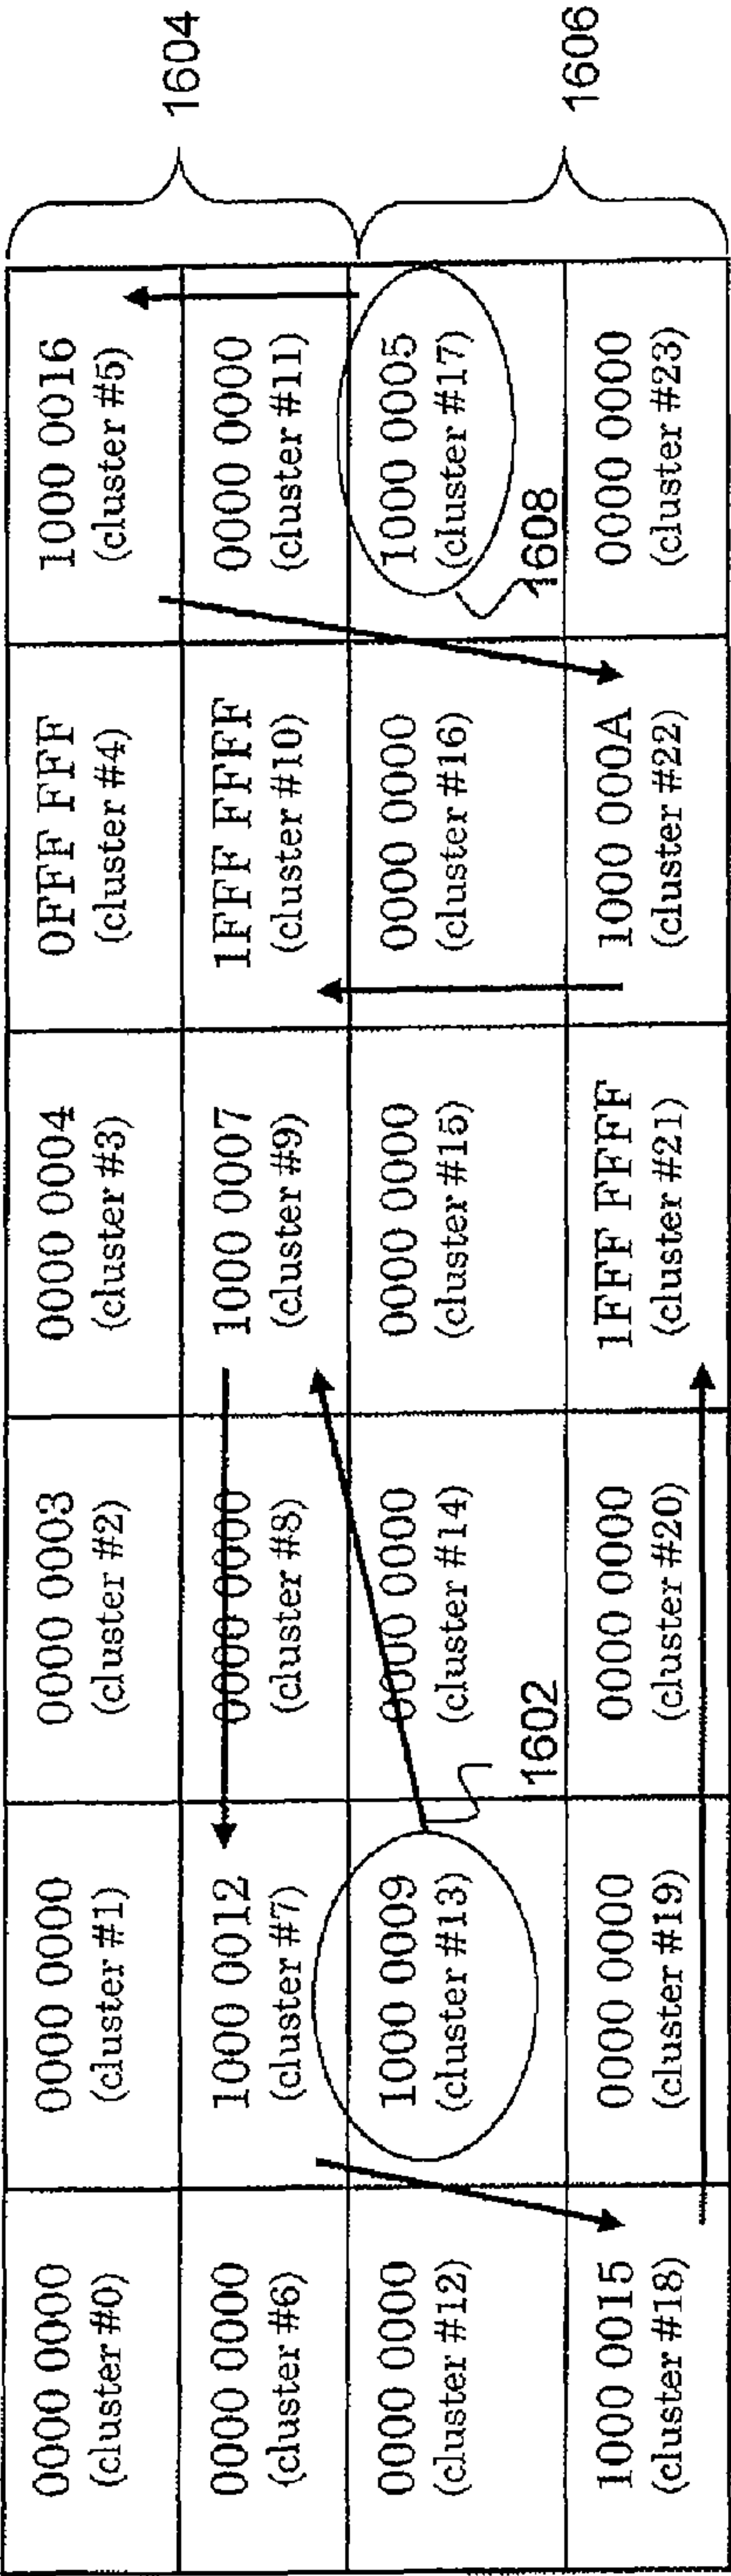 0000 0000
(cluster #0)
0000 0000
(cluster #1)
0000 0003
(cluster #2)
0000 0004
(cluster #3)
0FFF FFF
(cluster #4)
1000 0016
(cluster #5)
1604
0000 0000
(cluster #6)
1000 0012
(cluster #7)
0000 0000
(cluster #8)
1000 0007
(cluster #9)
1FFF FFFF
(cluster #10)
0000 0000
(cluster #11)
0000 0000
(cluster #12)
1000 0009
(cluster #13)
0000 0000
(cluster #14)
0000 0000
(cluster #15)
0000 0000
(cluster #16)
1000 0005
(cluster #17)
1602
1608
1606
1000 0015
(cluster #18)
0000 0000
(cluster #19)
0000 0000
(cluster #20)
1FFF FFFF
(cluster #21)
1000 000A
(cluster #22)
0000 0000
(cluster #23)